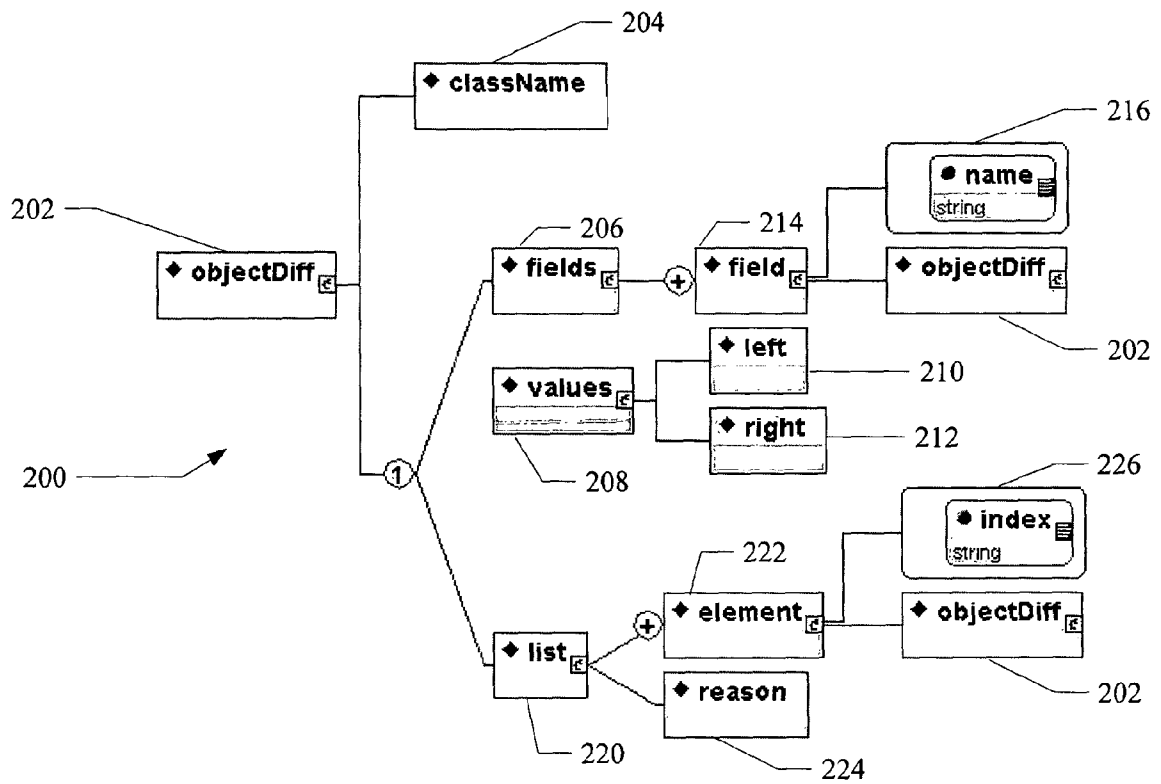 204
className
216
name
string
202
objectDiff
206
fields
+
214
field
objectDiff
202
left
210
values
208
right
212
200
1
226
index
string
222
element
+
objectDiff
202
list
220
reason
224